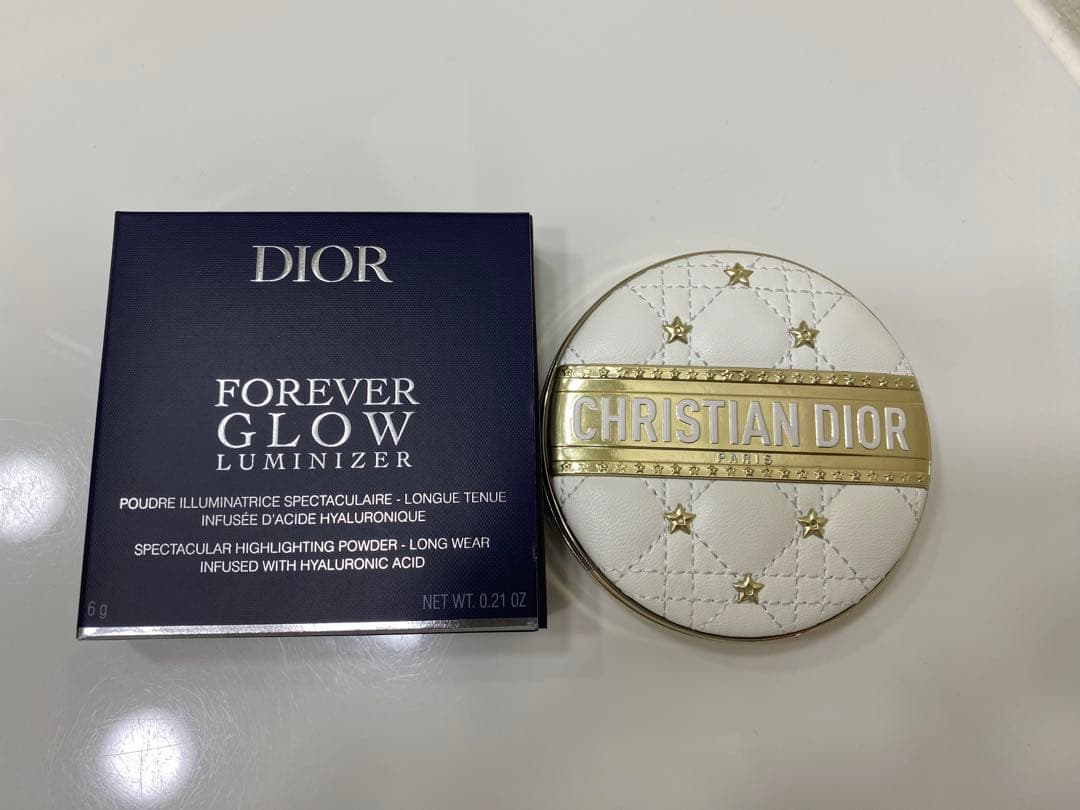 DIOR
FOREVER
GLOW
LUMINIZER
POUDRE ILLUMINATRICE SPECTACULAIRE - LONGUE TENUE
INFUSÉE D'ACIDE HYALURONIQUE
SPECTACULAR HIGHLIGHTING POWDER - LONG WEAR
INFUSED WITH HYALURONIC ACID
6 g
NET WT. 0.21 OZ
CHRISTIAN DIOR
PARIS